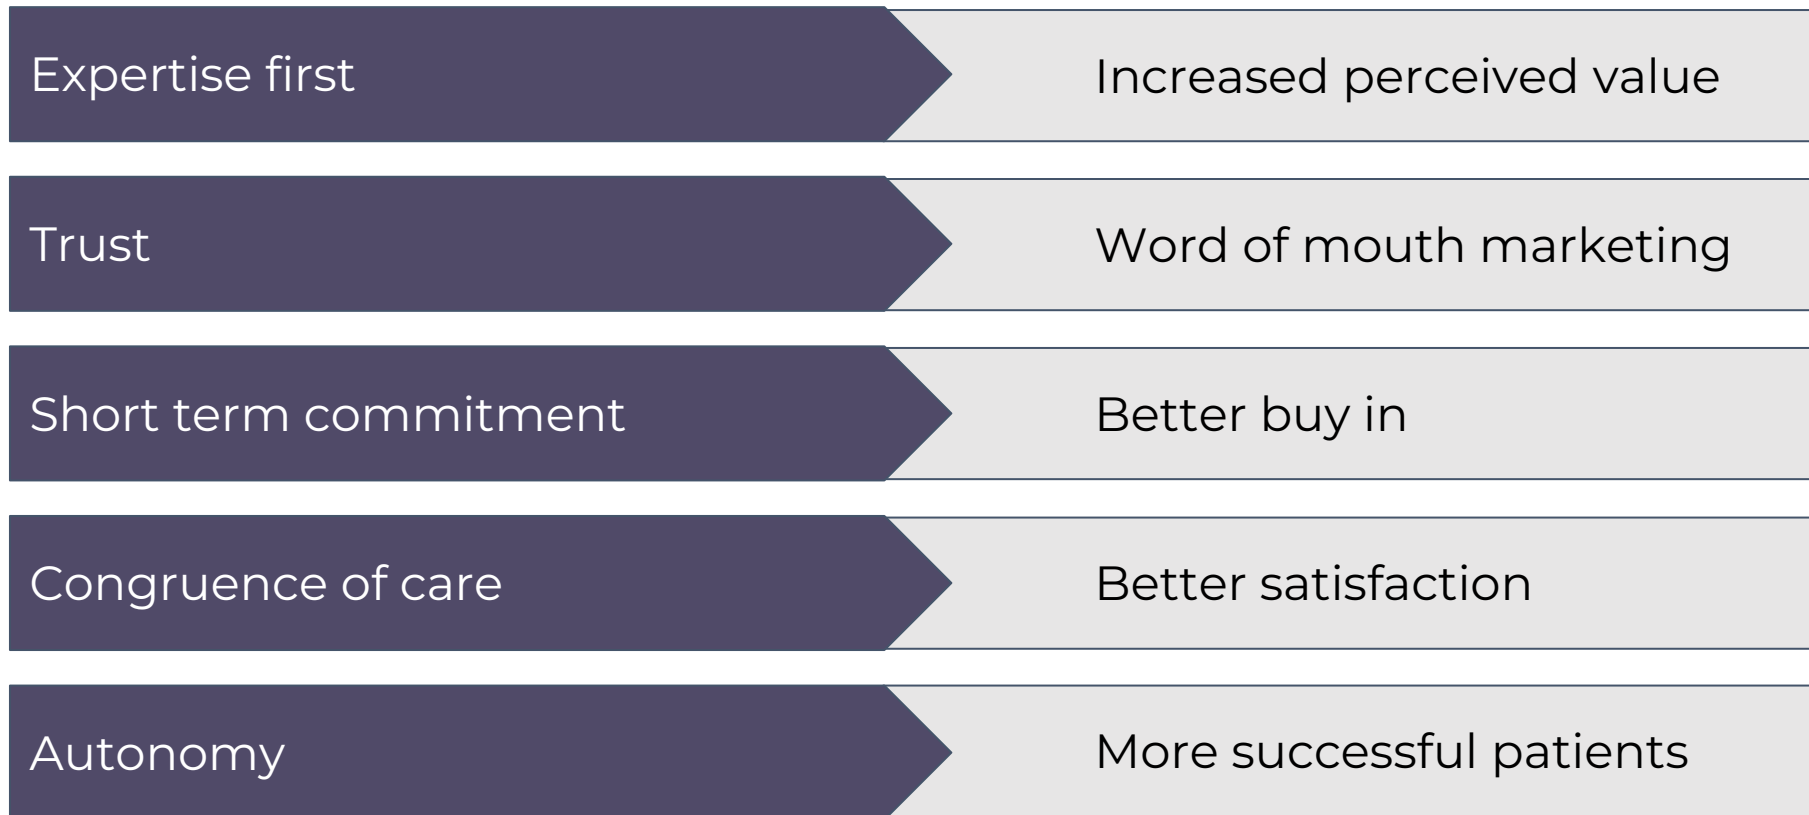 Expertise first
Increased perceived value
Trust
Word of mouth marketing
Short term commitment
Better buy in
Congruence of care
Better satisfaction
Autonomy
More successful patients